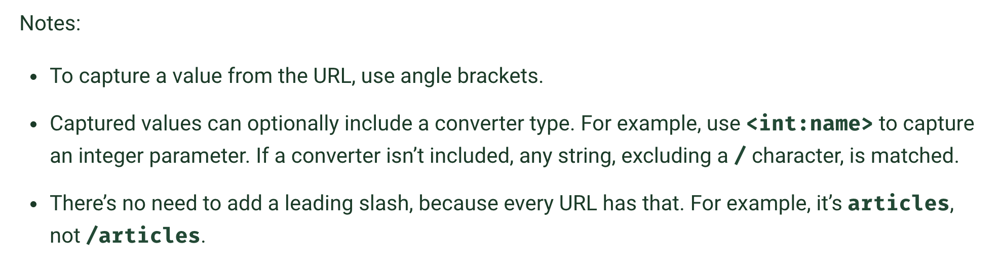 Notes:
• To capture a value from the URL, use angle brackets.
• Captured values can optionally include a converter type. For example, use <int:name> to capture
an integer parameter. If a converter isn’t included, any string, excluding a / character, is matched.
• There’s no need to add a leading slash, because every URL has that. For example, it’s articles,
not /articles.